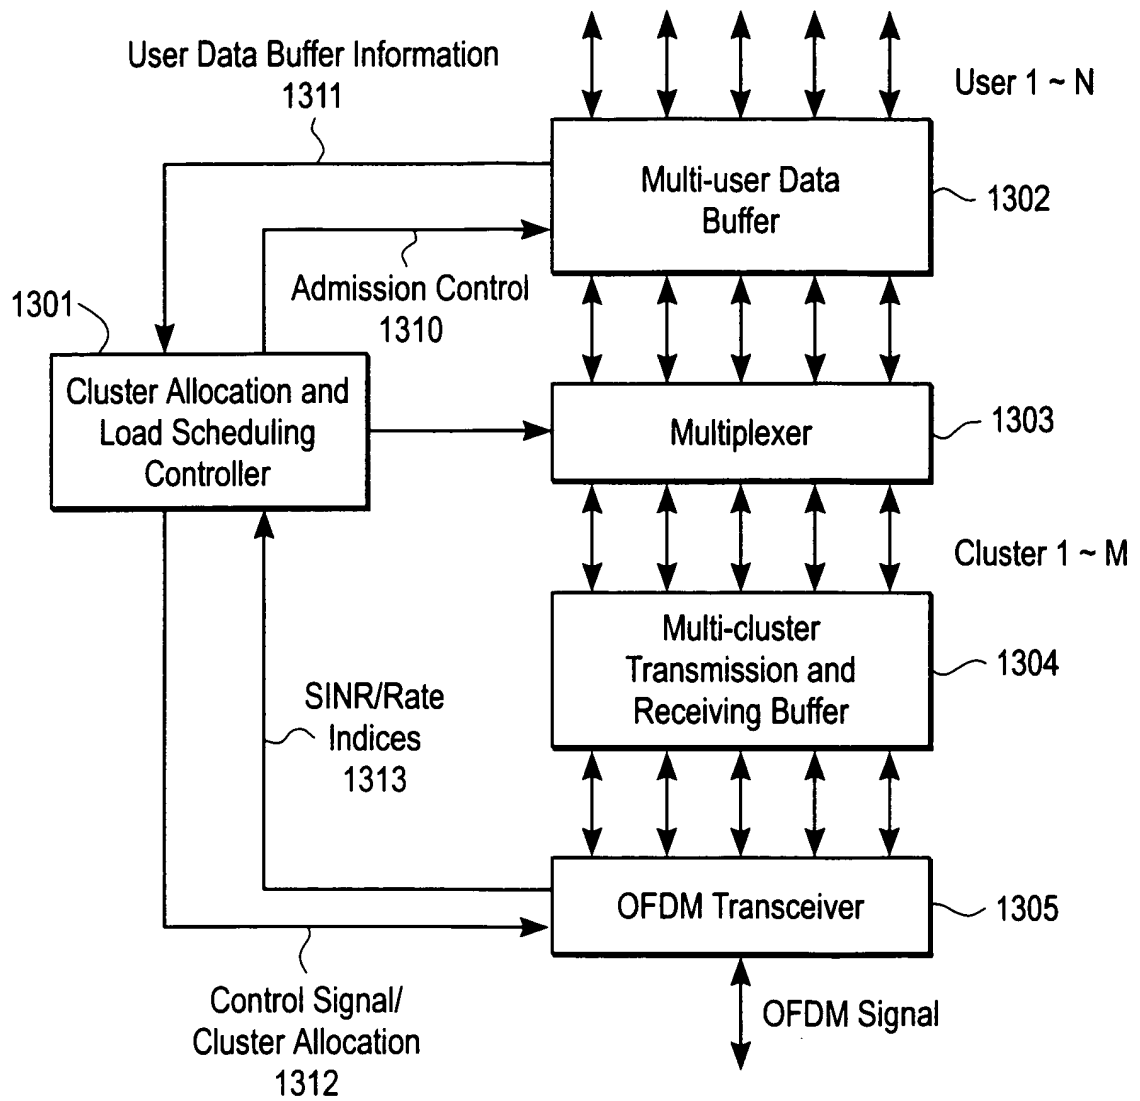 User Data Buffer Information
1311
User 1 ~ N
Multi-user Data
Buffer
1302
Admission Control
1310
1301
Cluster Allocation and
Load Scheduling
Controller
Multiplexer
1303
Cluster 1 ~ M
Multi-cluster
Transmission and
Receiving Buffer
1304
SINR/Rate
Indices
1313
OFDM Transceiver
1305
Control Signal/
Cluster Allocation
1312
OFDM Signal